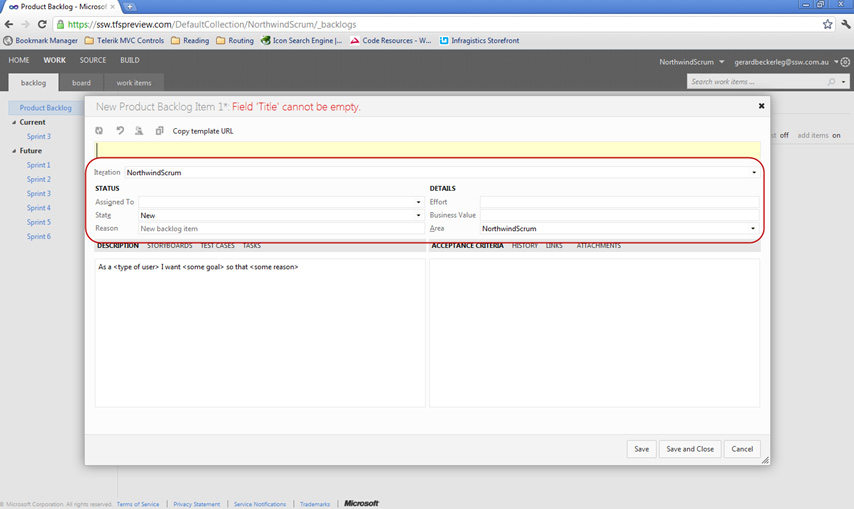 Product Backlog - Microsof
https://ssw.tfspreview.com/DefaultCollection/NorthwindScrum/_backlogs
Bookmark Manager Telerik MVC Controls Reading Routing Icon Search Engine |... Code Resources - W... Infragistics Storefront
HOME WORK SOURCE BUILD NorthwindScrum gerardbeckerleg@ssw.com.au
backlog board work items Search work items ...
Product Backlog
Current
Sprint 3
Future
Sprint 1
Sprint 2
Sprint 3
Sprint 4
Sprint 5
Sprint 6
off add items on
New Product Backlog Item 1*: Field 'Title' cannot be empty.
Copy template URL
Iteration NorthwindScrum
STATUS DETAILS
Assigned To Effort
State New Business Value
Reason New backlog item Area NorthwindScrum
DESCRIPTION STORYBOARDS TEST CASES TASKS ACCEPTANCE CRITERIA HISTORY LINKS ATTACHMENTS
As a <type of user> I want <some goal> so that <some reason>
Save Save and Close Cancel
© Microsoft Corporation. All rights reserved. Terms of Service | Privacy Statement | Service Notifications | Trademarks | Microsoft